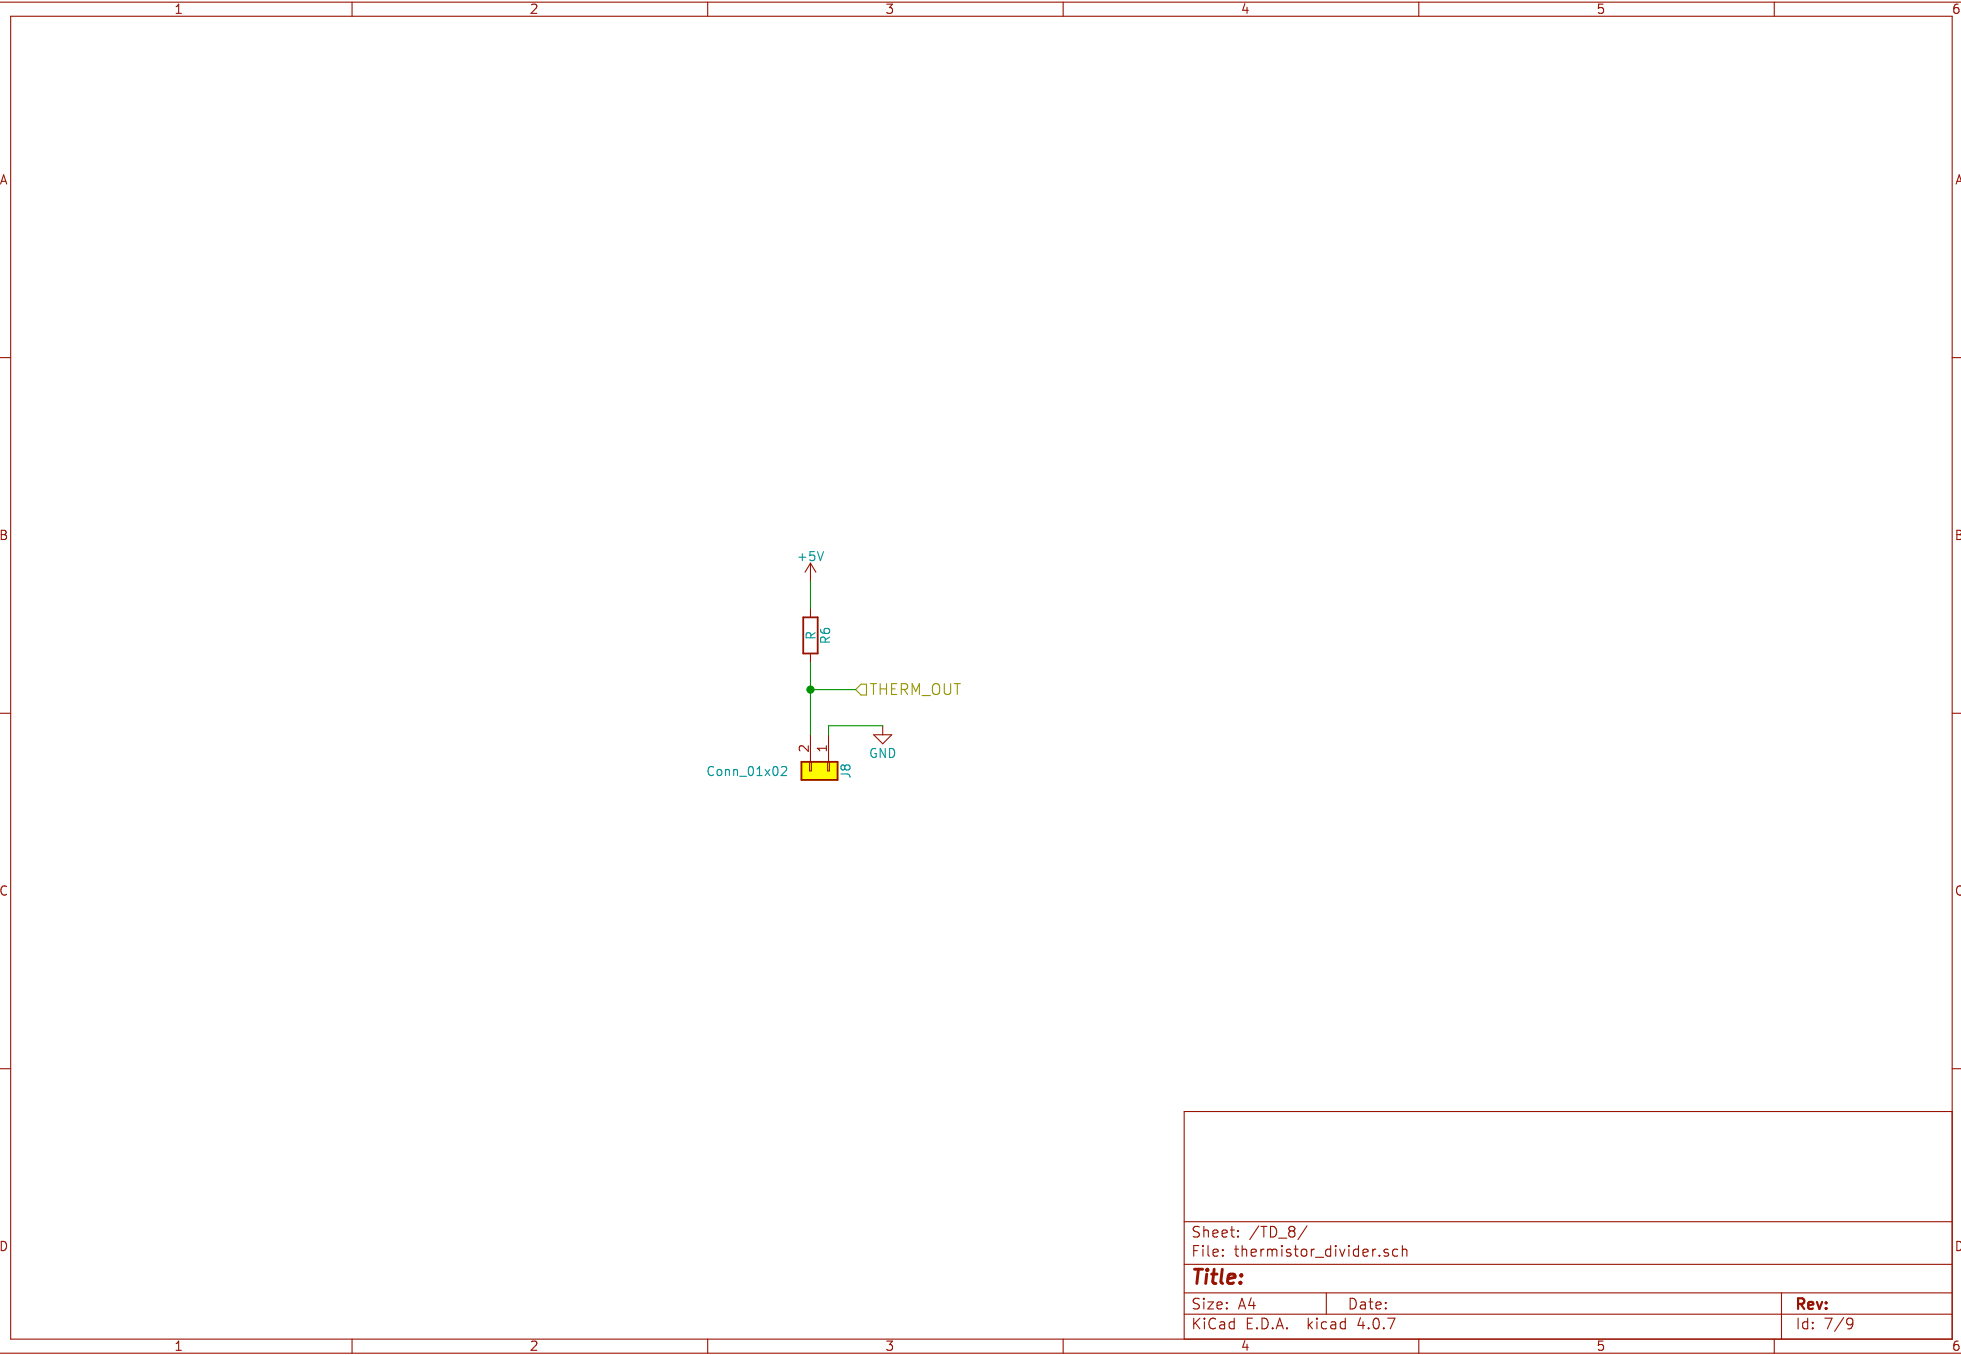 1 2 3 4 5 6
A A
B B
+5V
R R6
THERM_OUT
2 1
GND
Conn_01x02 J8
C C
Sheet: /TD_8/
File: thermistor_divider.sch
D D
Title:
Size: A4 Date: Rev:
KiCad E.D.A. kicad 4.0.7 Id: 7/9
1 2 3 4 5 6